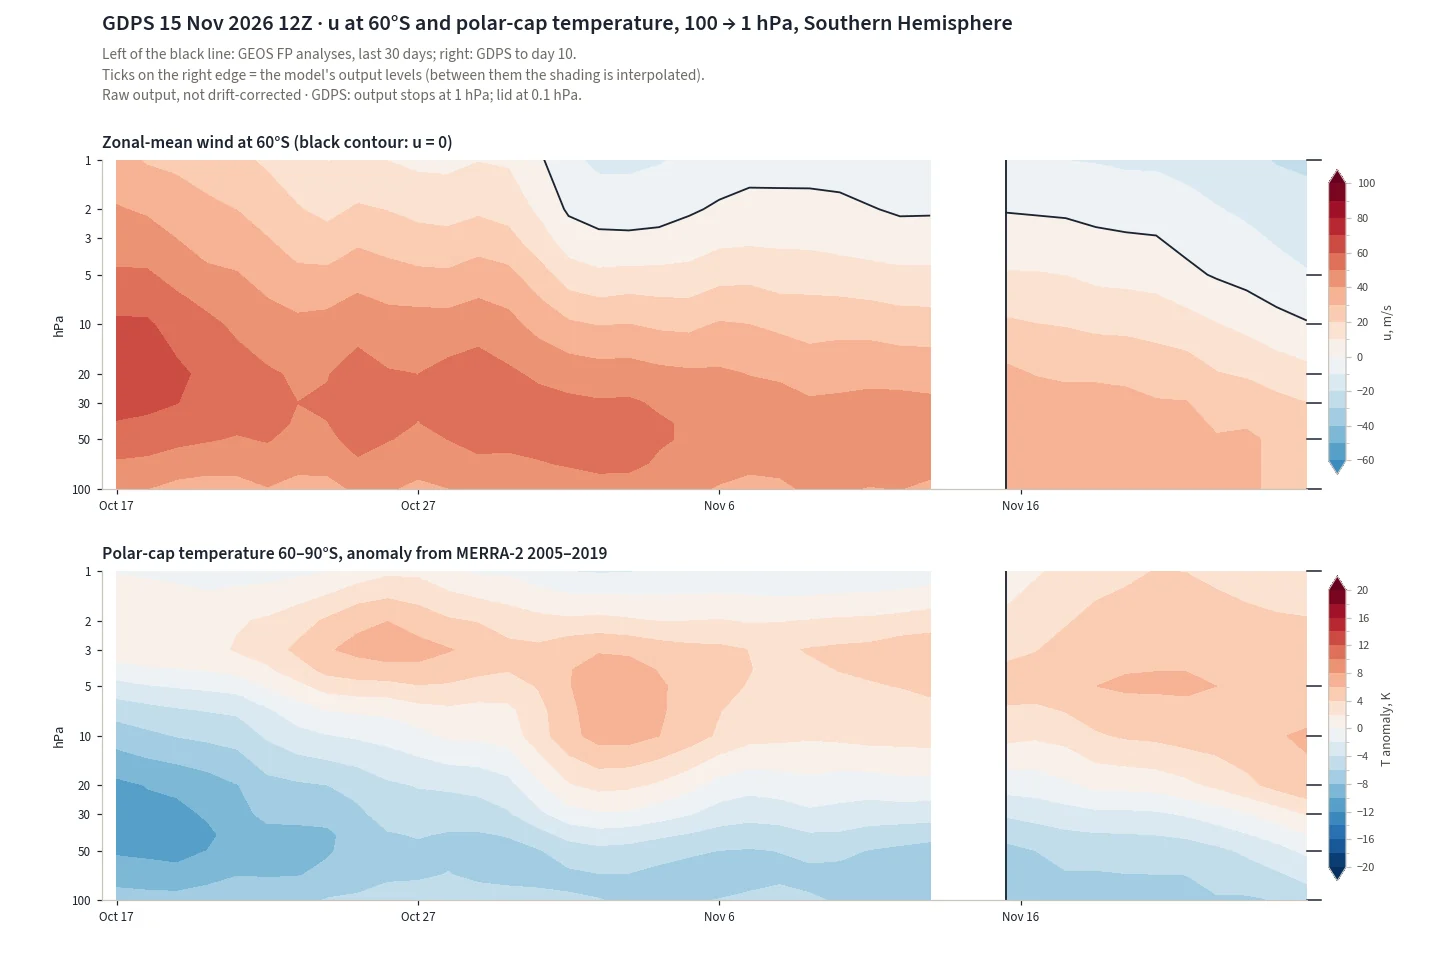 GDPS 15 Nov 2026 12Z · u at 60°S and polar-cap temperature, 100 → 1 hPa, Southern Hemisphere
Left of the black line: GEOS FP analyses, last 30 days; right: GDPS to day 10.
Ticks on the right edge = the model's output levels (between them the shading is interpolated).
Raw output, not drift-corrected · GDPS: output stops at 1 hPa; lid at 0.1 hPa.
Zonal-mean wind at 60°S (black contour: u = 0)
1
2
3
5
10
20
30
50
100
hPa
Oct 17
Oct 27
Nov 6
Nov 16
100
80
60
40
20
0
−20
−40
−60
u, m/s
Polar-cap temperature 60–90°S, anomaly from MERRA-2 2005–2019
1
2
3
5
10
20
30
50
100
hPa
Oct 17
Oct 27
Nov 6
Nov 16
20
16
12
8
4
0
−4
−8
−12
−16
−20
T anomaly, K